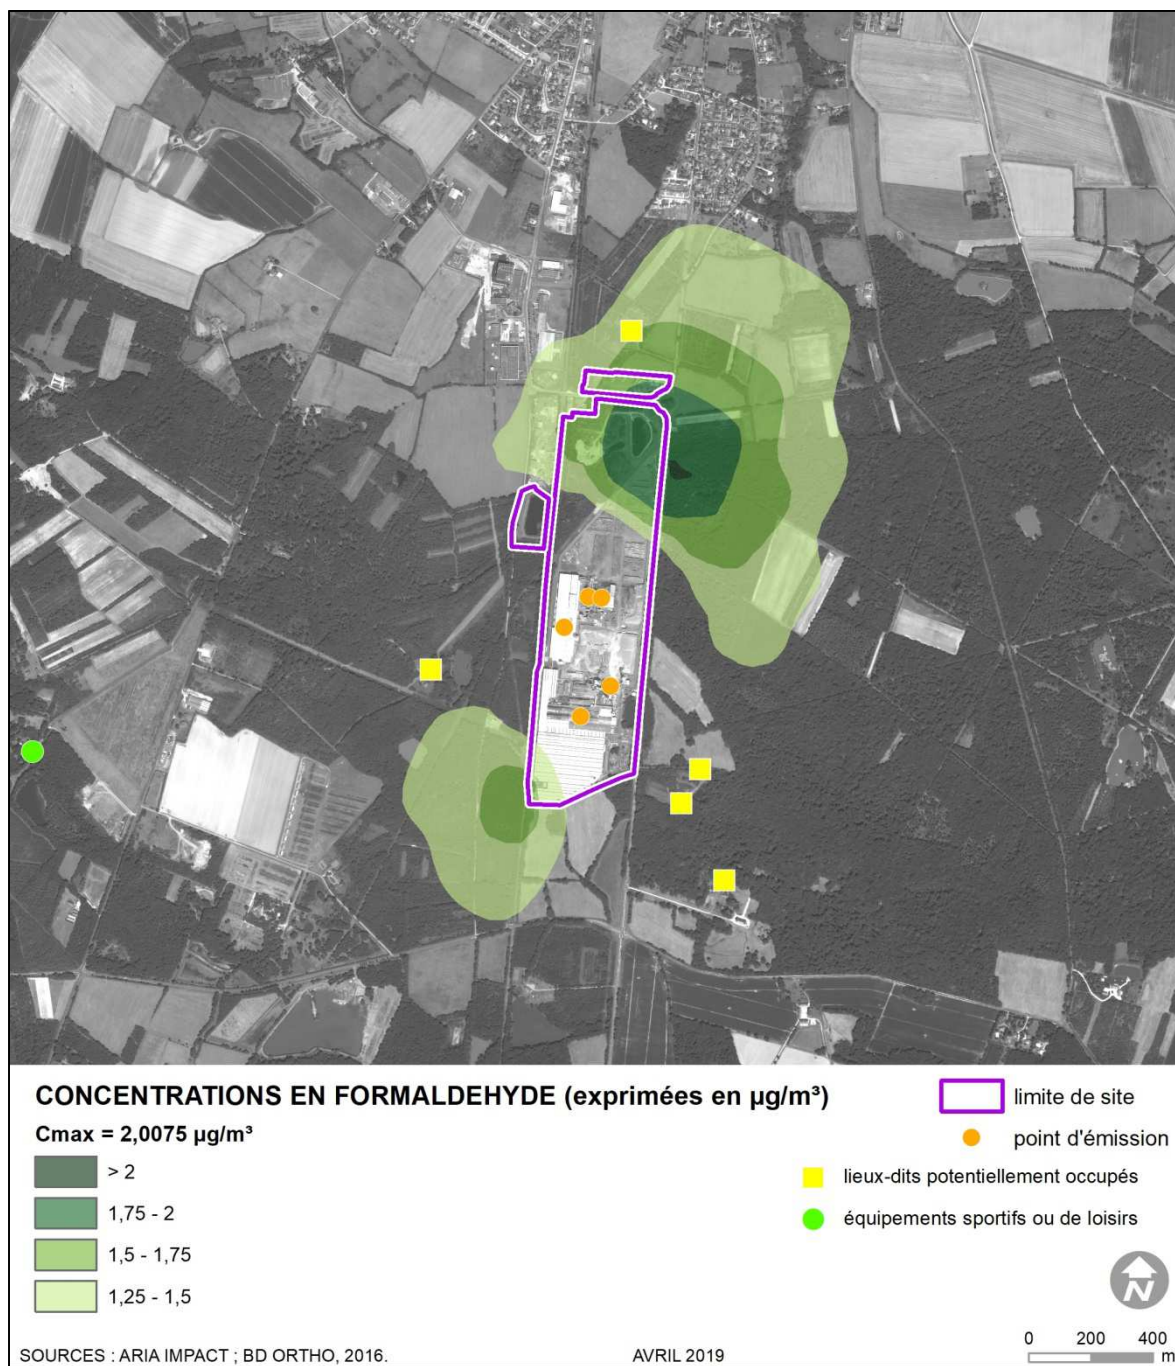 CONCENTRATIONS EN FORMALDEHYDE (exprimées en µg/m³)
Cmax = 2,0075 µg/m³
> 2
1,75 - 2
1,5 - 1,75
1,25 - 1,5
limite de site
point d'émission
lieux-dits potentiellement occupés
équipements sportifs ou de loisirs
N
0 200 400
m
SOURCES : ARIA IMPACT ; BD ORTHO, 2016.
AVRIL 2019